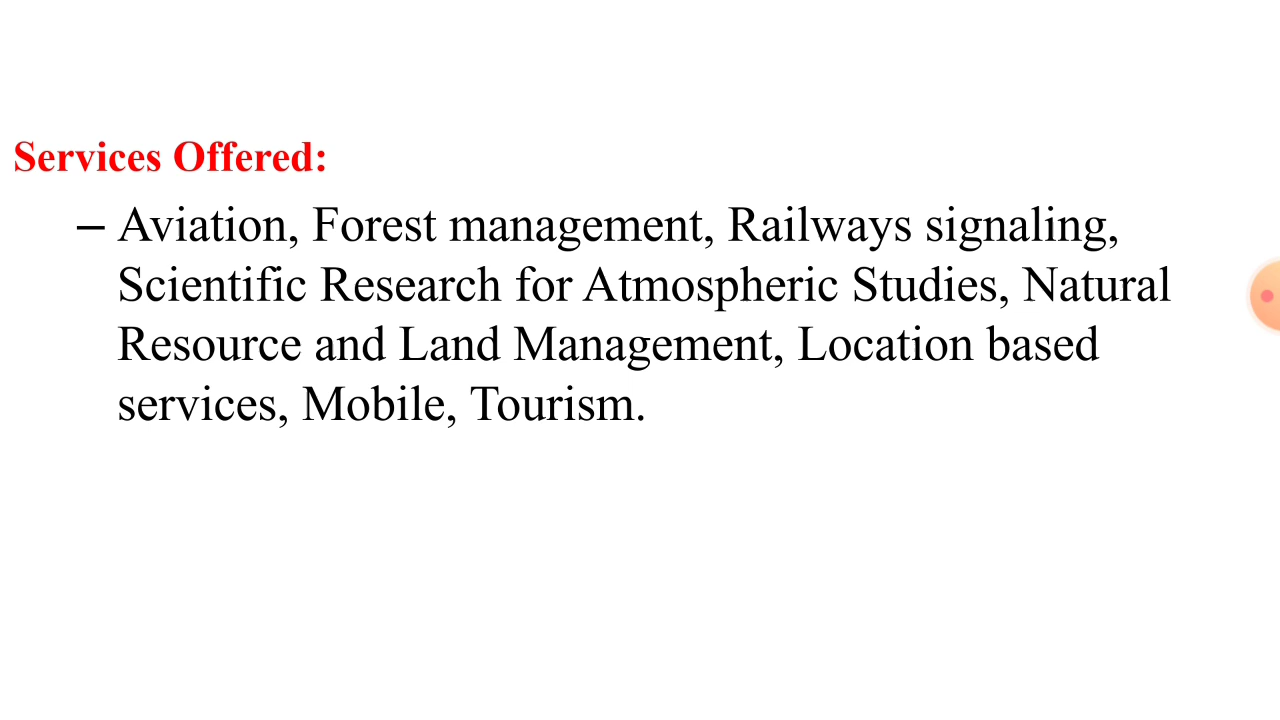 Services Offered:
– Aviation, Forest management, Railways signaling,
Scientific Research for Atmospheric Studies, Natural
Resource and Land Management, Location based
services, Mobile, Tourism.